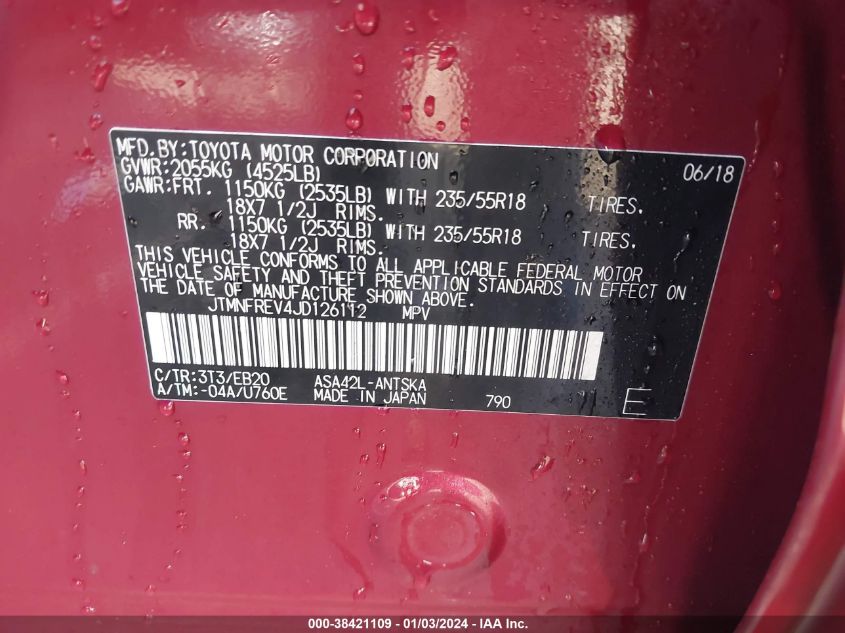 MFD.BY:TOYOTA MOTOR CORPORATION 06/18
GVWR:2055KG (4525LB)
GAWR:FRT. 1150KG (2535LB) WITH 235/55R18 TIRES,
18X7 1/2J RIMS.
RR. 1150KG (2535LB) WITH 235/55R18 TIRES,
18X7 1/2J RIMS.
THIS VEHICLE CONFORMS TO ALL APPLICABLE FEDERAL MOTOR
VEHICLE SAFETY AND THEFT PREVENTION STANDARDS IN EFFECT ON
THE DATE OF MANUFACTURE SHOWN ABOVE.
JTMNFREV4JD126112 MPV
C/TR:3T3/EB20 ASA42L-ANTSKA
A/TM:-04A/U760E MADE IN JAPAN 790 E
000-38421109 - 01/03/2024 - IAA Inc.